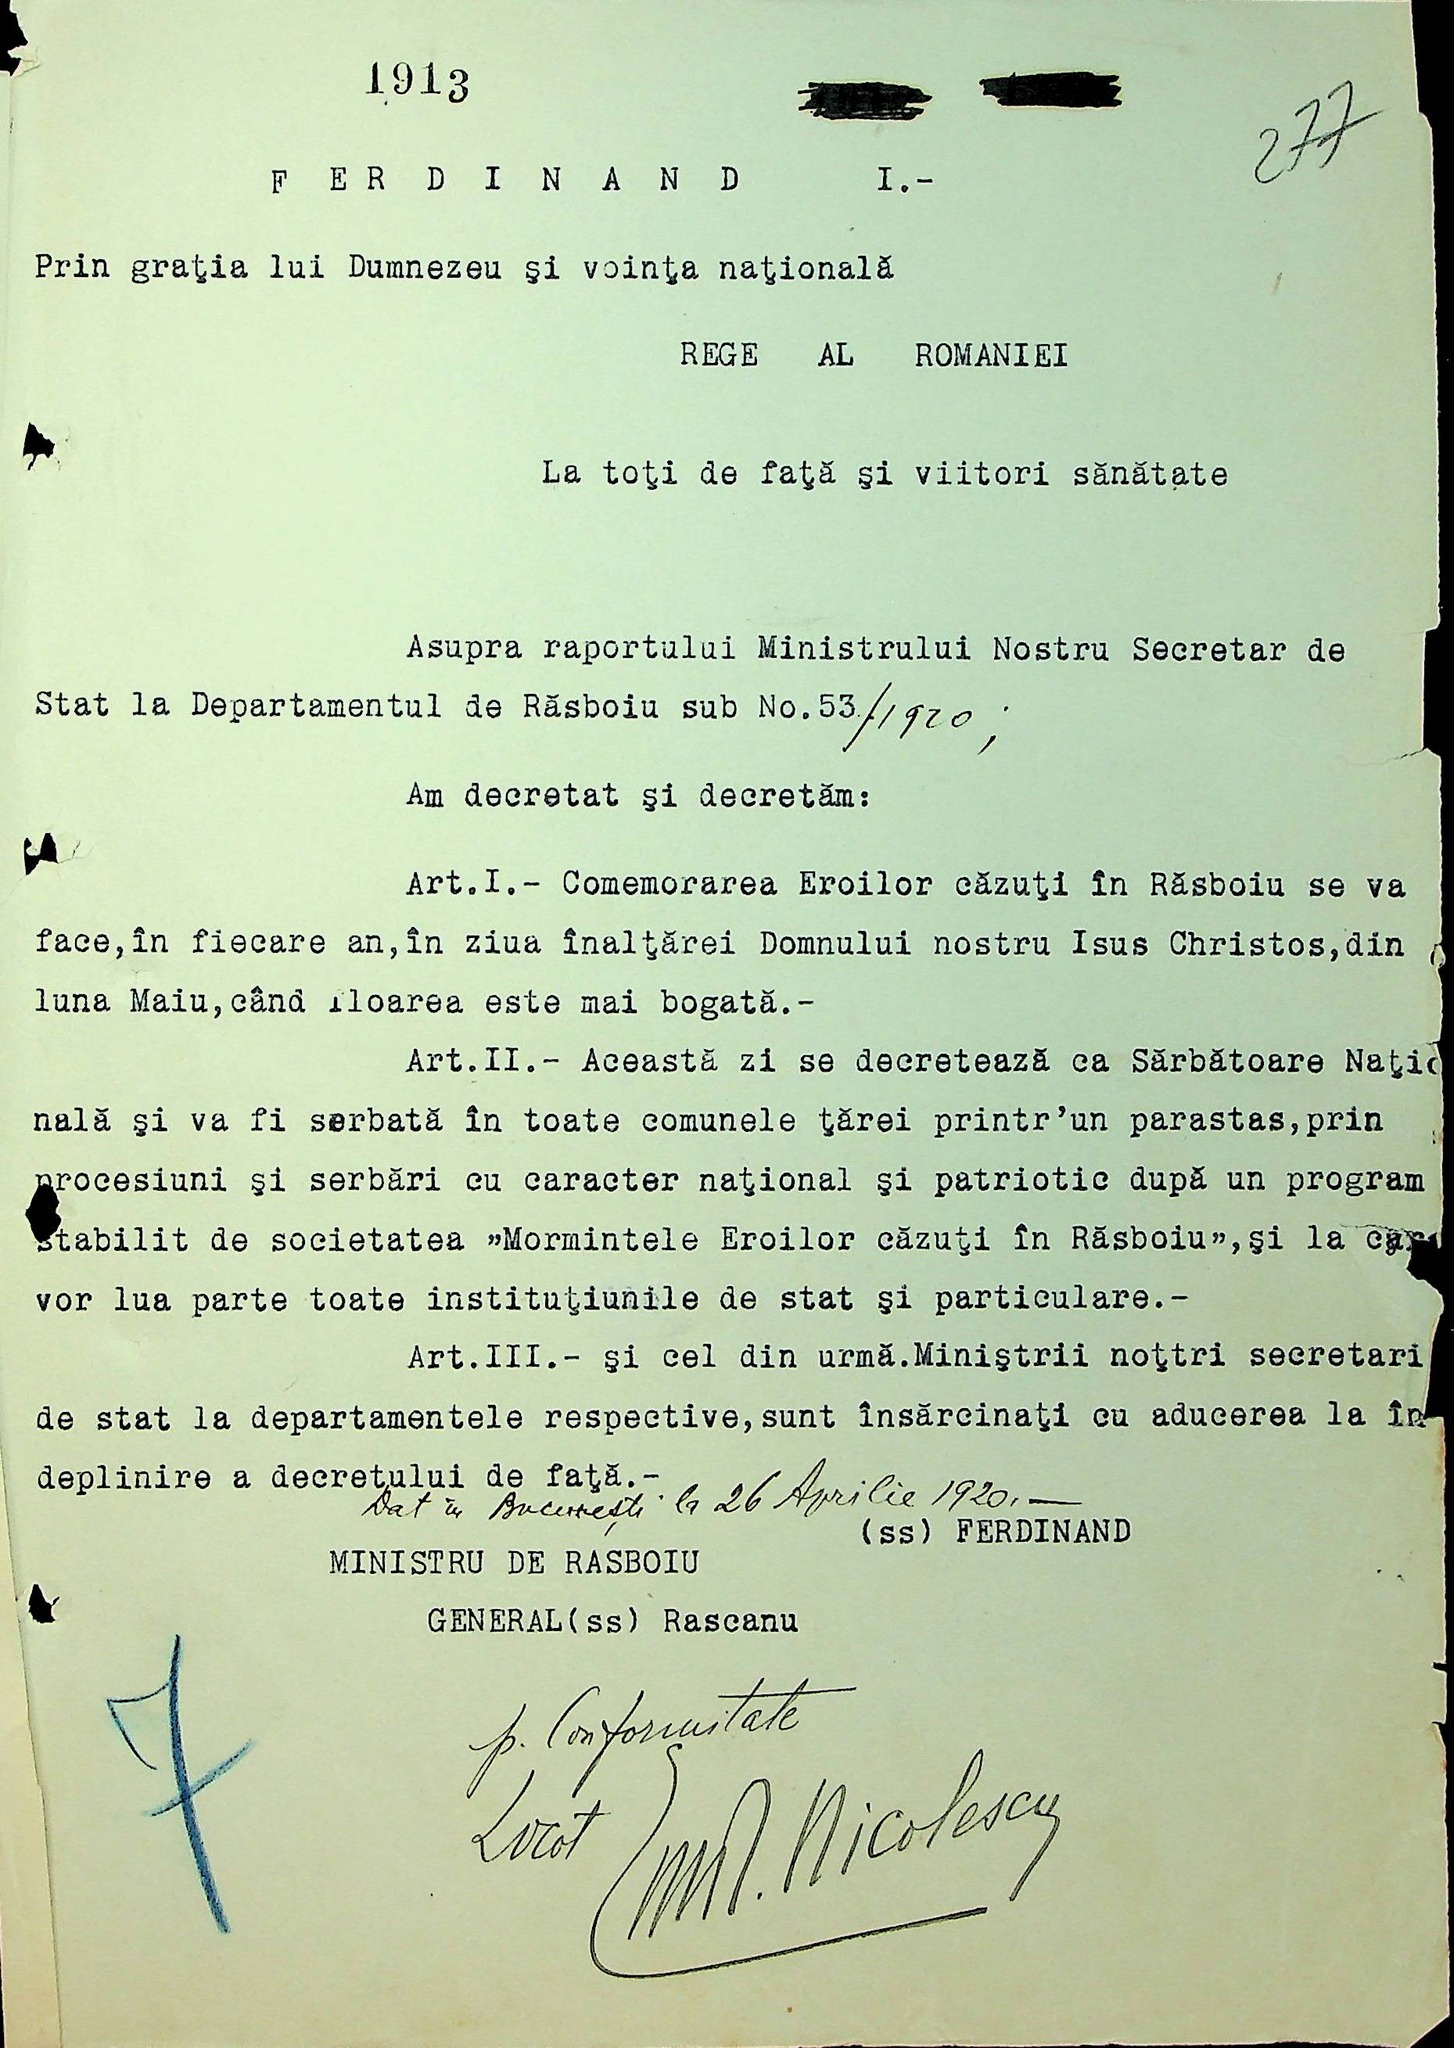 1913
277
FERDINAND I.-
Prin graţia lui Dumnezeu şi voinţa naţională
REGE AL ROMANIEI
La toţi de faţă şi viitori sănătate
Asupra raportului Ministrului Nostru Secretar de
Stat la Departamentul de Răsboiu sub No.53/1920;
Am decretat şi decretăm:
Art.I.- Comemorarea Eroilor căzuţi în Răsboiu se va
face,în fiecare an,în ziua înalţărei Domnului nostru Isus Christos,din
luna Maiu,când floarea este mai bogată.-
Art.II.- Această zi se decretează ca Sărbătoare Naţio
nală şi va fi serbată în toate comunele ţărei printr'un parastas,prin
procesiuni şi serbări cu caracter naţional şi patriotic după un program
stabilit de societatea "Mormintele Eroilor căzuţi în Răsboiu",şi la care
vor lua parte toate instituţiunile de stat şi particulare.-
Art.III.- şi cel din urmă.Miniştrii noţtri secretari
de stat la departamentele respective,sunt însărcinaţi cu aducerea la în
deplinire a decretului de faţă.-
Dat în Bucureşti la 26 Aprilie 1920.-
(ss) FERDINAND
MINISTRU DE RASBOIU
GENERAL(ss) Rascanu
p. Conformitate
Locot Nicolescu
7